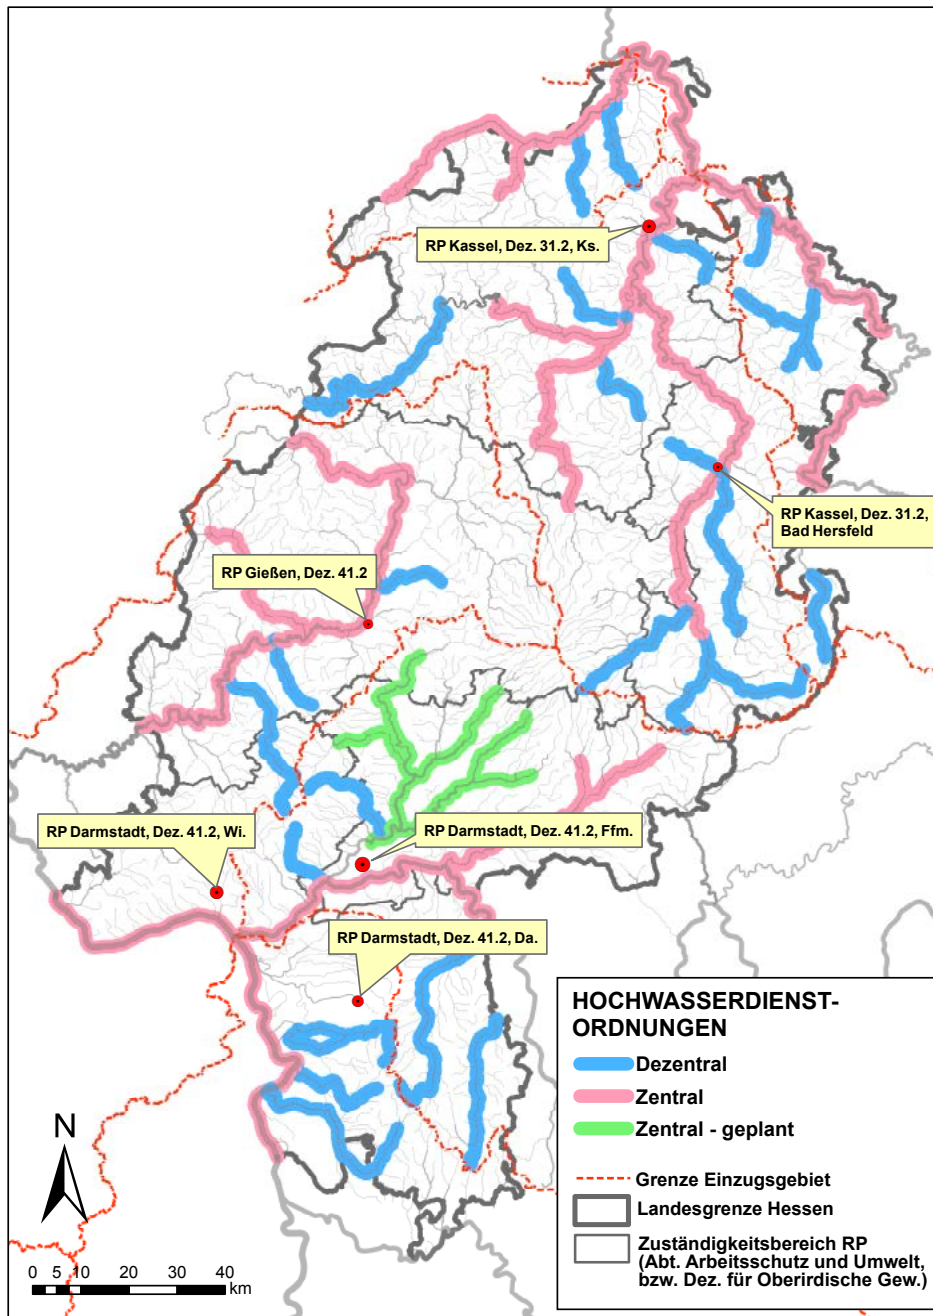 RP Kassel, Dez. 31.2, Ks.
RP Kassel, Dez. 31.2,
Bad Hersfeld
RP Gießen, Dez. 41.2
RP Darmstadt, Dez. 41.2, Wi.
RP Darmstadt, Dez. 41.2, Ffm.
RP Darmstadt, Dez. 41.2, Da.
HOCHWASSERDIENST-
ORDNUNGEN
Dezentral
Zentral
Zentral - geplant
Grenze Einzugsgebiet
Landesgrenze Hessen
Zuständigkeitsbereich RP
(Abt. Arbeitsschutz und Umwelt,
bzw. Dez. für Oberirdische Gew.)
N
0 5 10 20 30 40
km